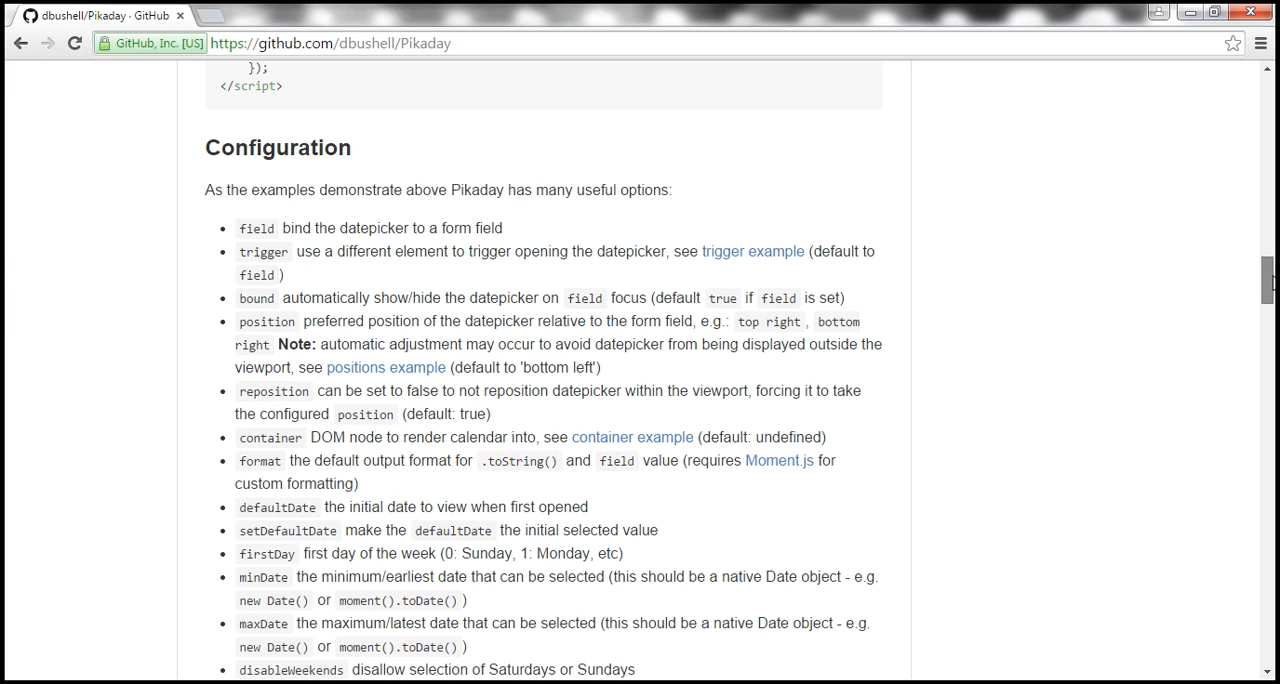 dbushell/Pikaday · GitHub
GitHub, Inc. [US] https://github.com/dbushell/Pikaday
});
</script>
Configuration
As the examples demonstrate above Pikaday has many useful options:
• field bind the datepicker to a form field
• trigger use a different element to trigger opening the datepicker, see trigger example (default to
field )
• bound automatically show/hide the datepicker on field focus (default true if field is set)
• position preferred position of the datepicker relative to the form field, e.g.: top right , bottom
right Note: automatic adjustment may occur to avoid datepicker from being displayed outside the
viewport, see positions example (default to 'bottom left')
• reposition can be set to false to not reposition datepicker within the viewport, forcing it to take
the configured position (default: true)
• container DOM node to render calendar into, see container example (default: undefined)
• format the default output format for .toString() and field value (requires Moment.js for
custom formatting)
• defaultDate the initial date to view when first opened
• setDefaultDate make the defaultDate the initial selected value
• firstDay first day of the week (0: Sunday, 1: Monday, etc)
• minDate the minimum/earliest date that can be selected (this should be a native Date object - e.g.
new Date() or moment().toDate() )
• maxDate the maximum/latest date that can be selected (this should be a native Date object - e.g.
new Date() or moment().toDate() )
• disableWeekends disallow selection of Saturdays or Sundays